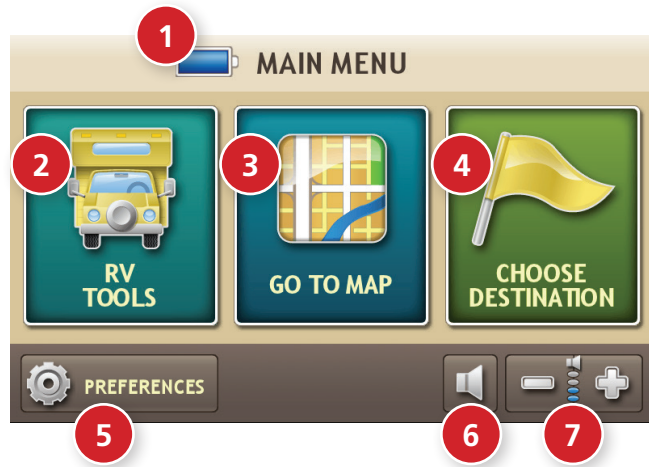 1
MAIN MENU
2
3
4
RV
TOOLS
GO TO MAP
CHOOSE
DESTINATION
PREFERENCES
5
6
7